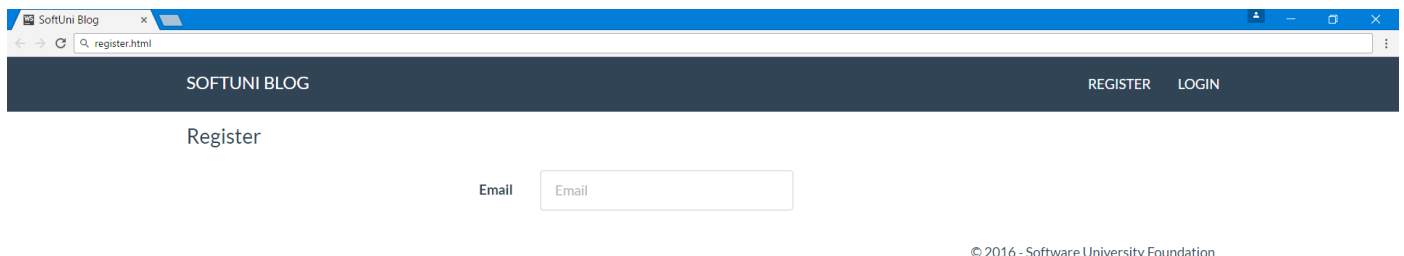 SoftUni Blog
register.html
SOFTUNI BLOG REGISTER LOGIN
Register
Email Email
© 2016 - Software University Foundation